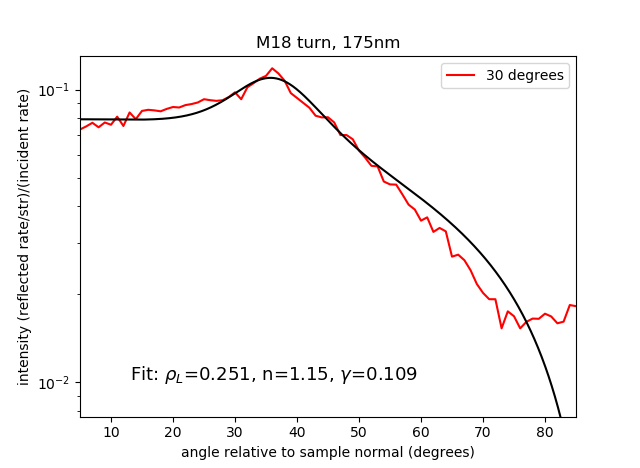 M18 turn, 175nm
30 degrees
intensity (reflected rate/str)/(incident rate)
10⁻¹
10⁻²
Fit: ρ_L=0.251, n=1.15, γ=0.109
10 20 30 40 50 60 70 80
angle relative to sample normal (degrees)